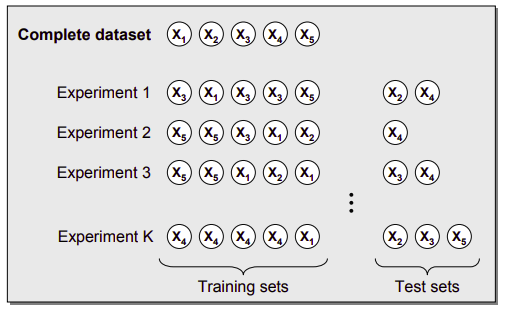 Complete dataset X₁ X₂ X₃ X₄ X₅
Experiment 1 X₃ X₁ X₃ X₃ X₅ X₂ X₄
Experiment 2 X₅ X₅ X₃ X₁ X₂ X₄
Experiment 3 X₅ X₅ X₁ X₂ X₁ X₃ X₄
Experiment K X₄ X₄ X₄ X₄ X₁ X₂ X₃ X₅
Training sets Test sets